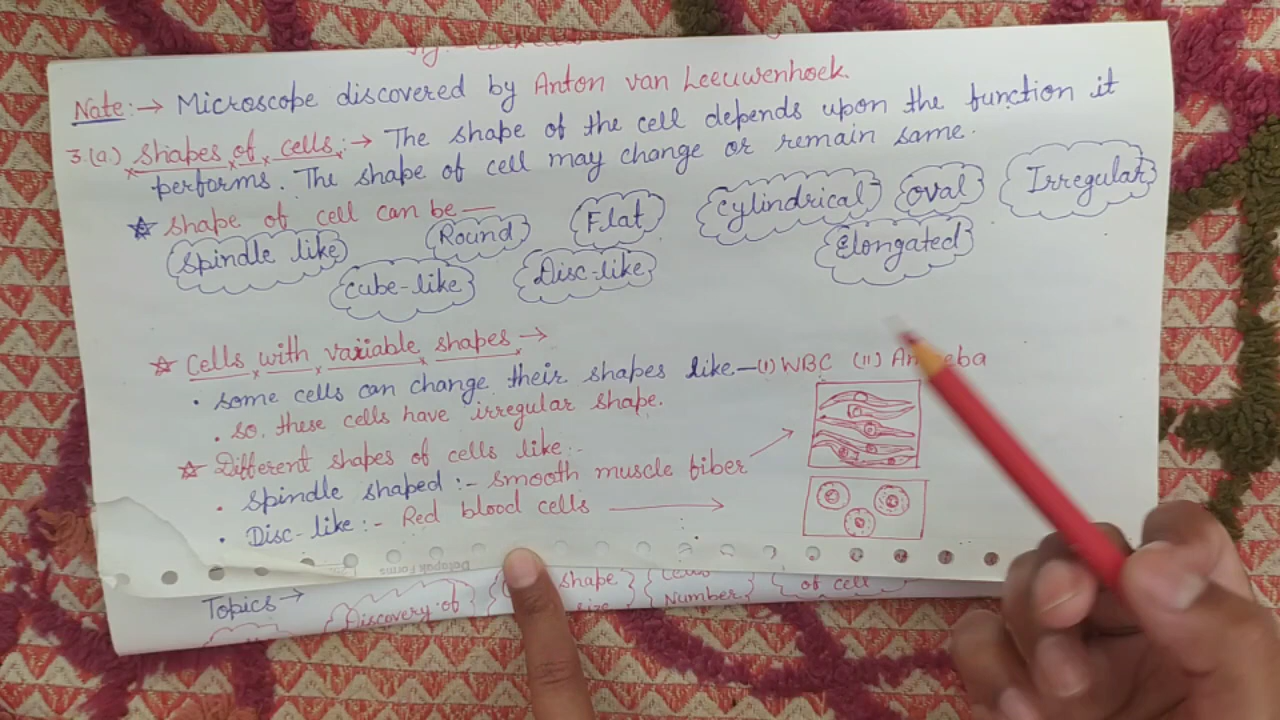 Note:→ Microscope discovered by Anton van Leeuwenhoek.
3.(a) Shapes of cells:→ The shape of the cell depends upon the function it
performs. The shape of cell may change or remain same.
☆ Shape of cell can be —
Spindle like Round Flat Cylindrical Oval Irregular
Cube-like Disc-like Elongated
☆ Cells with variable shapes →
• Some cells can change their shapes like — (i) WBC (ii)
• So, these cells have irregular shape.
☆ Different shapes of cells like:-
• Spindle shaped :- Smooth muscle fiber
• Disc-like :- Red blood cells
Datapak Forms
Topics → Discovery of shape Number of cell